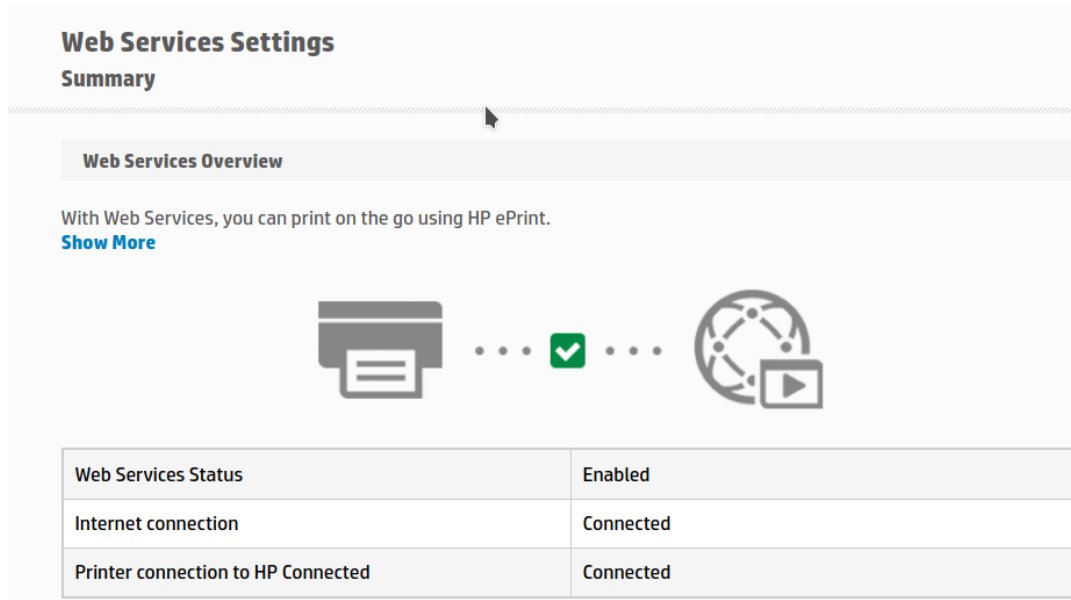 Web Services Settings
Summary
Web Services Overview
With Web Services, you can print on the go using HP ePrint.
Show More
Web Services Status Enabled
Internet connection Connected
Printer connection to HP Connected Connected